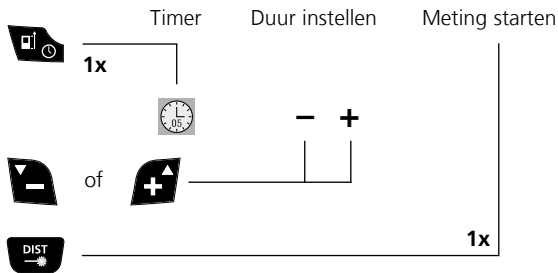 Timer Duur instellen Meting starten
1x
05
− +
− of +
1x
DIST